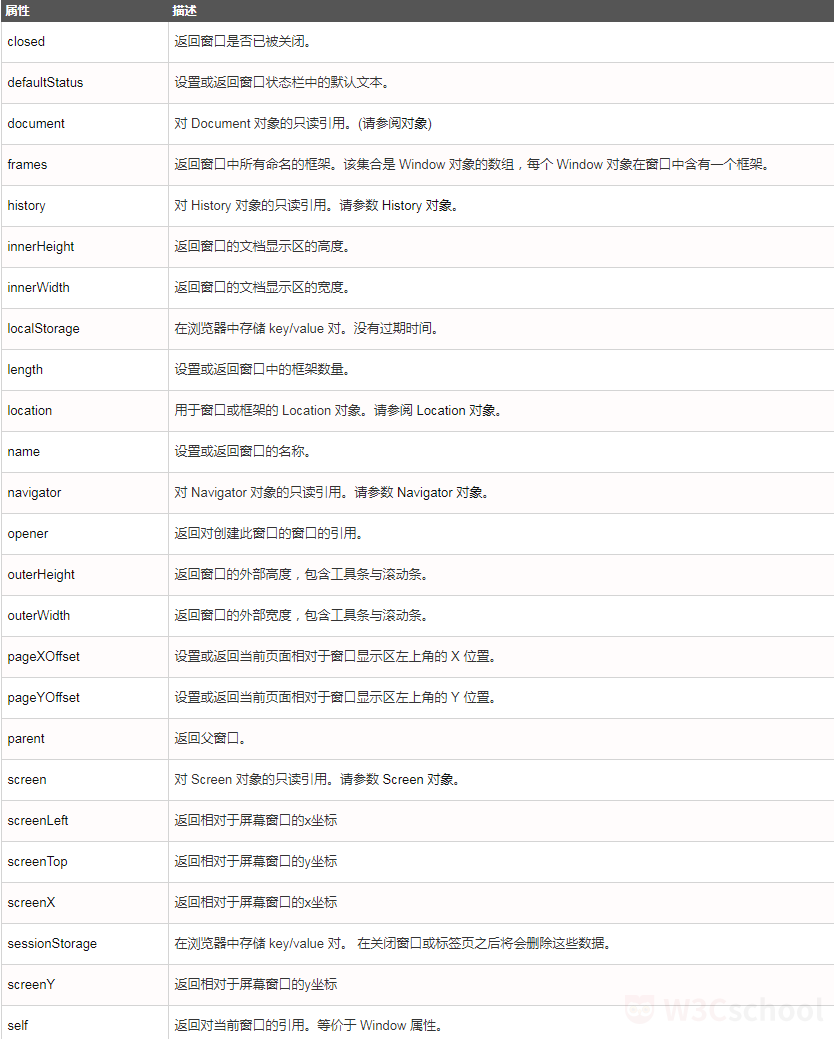 属性 描述
closed 返回窗口是否已被关闭。
defaultStatus 设置或返回窗口状态栏中的默认文本。
document 对 Document 对象的只读引用。(请参阅对象)
frames 返回窗口中所有命名的框架。该集合是 Window 对象的数组，每个 Window 对象在窗口中含有一个框架。
history 对 History 对象的只读引用。请参数 History 对象。
innerHeight 返回窗口的文档显示区的高度。
innerWidth 返回窗口的文档显示区的宽度。
localStorage 在浏览器中存储 key/value 对。没有过期时间。
length 设置或返回窗口中的框架数量。
location 用于窗口或框架的 Location 对象。请参阅 Location 对象。
name 设置或返回窗口的名称。
navigator 对 Navigator 对象的只读引用。请参数 Navigator 对象。
opener 返回对创建此窗口的窗口的引用。
outerHeight 返回窗口的外部高度，包含工具条与滚动条。
outerWidth 返回窗口的外部宽度，包含工具条与滚动条。
pageXOffset 设置或返回当前页面相对于窗口显示区左上角的 X 位置。
pageYOffset 设置或返回当前页面相对于窗口显示区左上角的 Y 位置。
parent 返回父窗口。
screen 对 Screen 对象的只读引用。请参数 Screen 对象。
screenLeft 返回相对于屏幕窗口的x坐标
screenTop 返回相对于屏幕窗口的y坐标
screenX 返回相对于屏幕窗口的x坐标
sessionStorage 在浏览器中存储 key/value 对。 在关闭窗口或标签页之后将会删除这些数据。
screenY 返回相对于屏幕窗口的y坐标
W3Cschool
self 返回对当前窗口的引用。等价于 Window 属性。